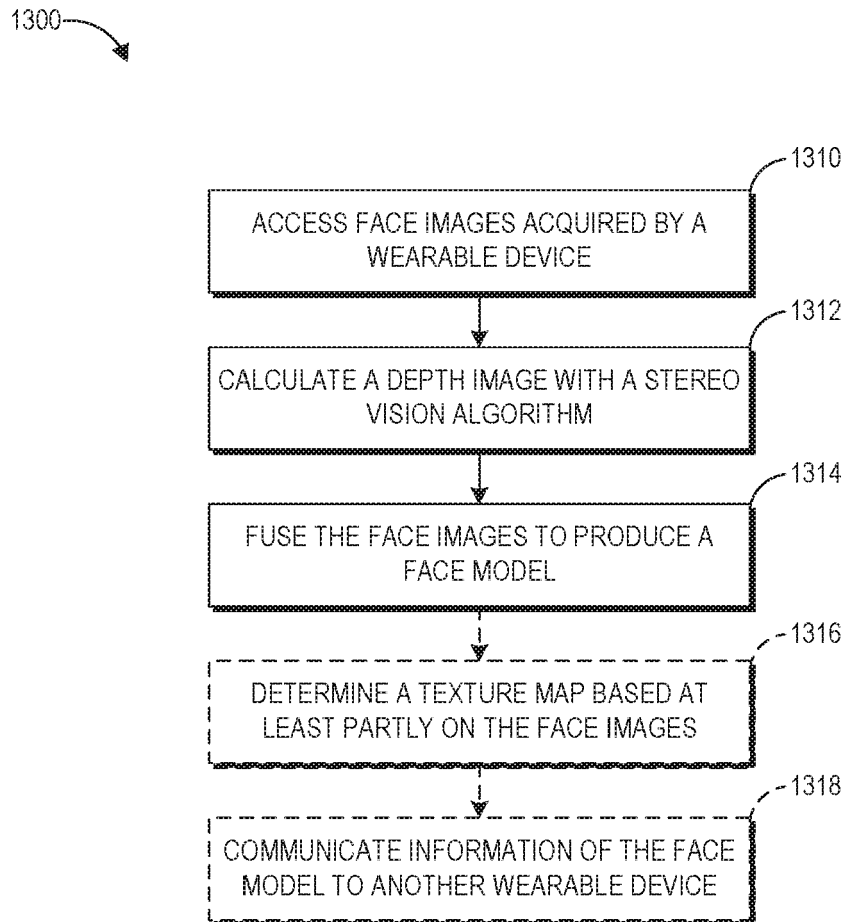 1300
1310
ACCESS FACE IMAGES ACQUIRED BY A
WEARABLE DEVICE
1312
CALCULATE A DEPTH IMAGE WITH A STEREO
VISION ALGORITHM
1314
FUSE THE FACE IMAGES TO PRODUCE A
FACE MODEL
1316
DETERMINE A TEXTURE MAP BASED AT
LEAST PARTLY ON THE FACE IMAGES
1318
COMMUNICATE INFORMATION OF THE FACE
MODEL TO ANOTHER WEARABLE DEVICE